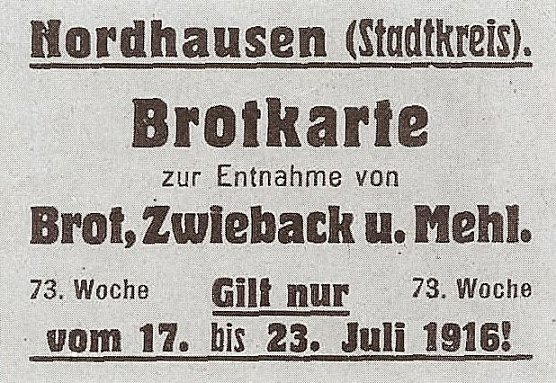 Nordhausen (Stadtkreis).
Brotkarte
zur Entnahme von
Brot, Zwieback u. Mehl.
73. Woche Gilt nur 73. Woche
vom 17. bis 23. Juli 1916!